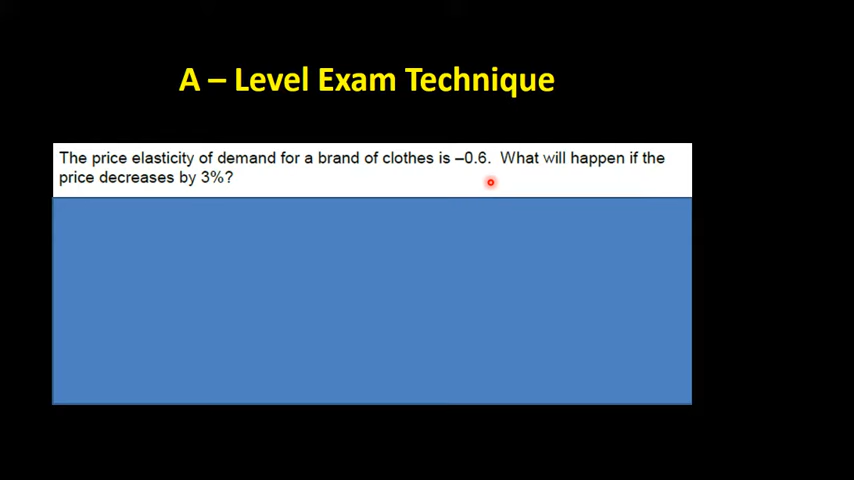 A – Level Exam Technique
The price elasticity of demand for a brand of clothes is –0.6.  What will happen if the
price decreases by 3%?